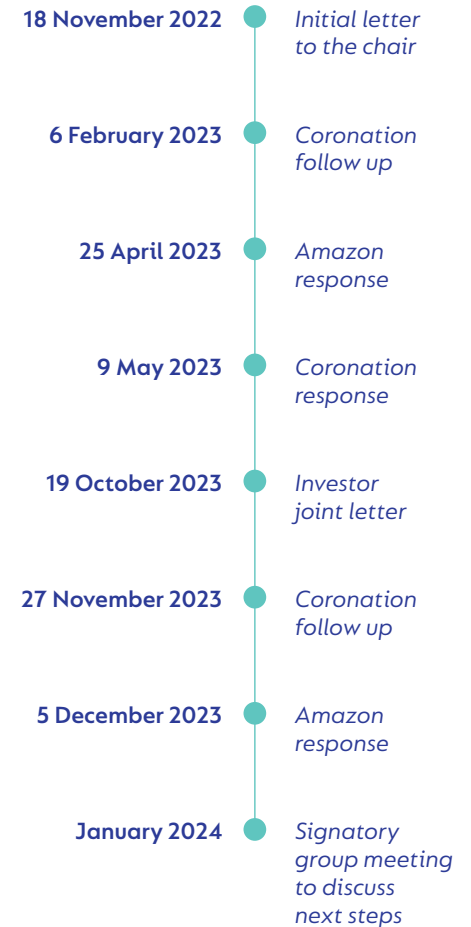 18 November 2022
Initial letter
to the chair
6 February 2023
Coronation
follow up
25 April 2023
Amazon
response
9 May 2023
Coronation
response
19 October 2023
Investor
joint letter
27 November 2023
Coronation
follow up
5 December 2023
Amazon
response
January 2024
Signatory
group meeting
to discuss
next steps